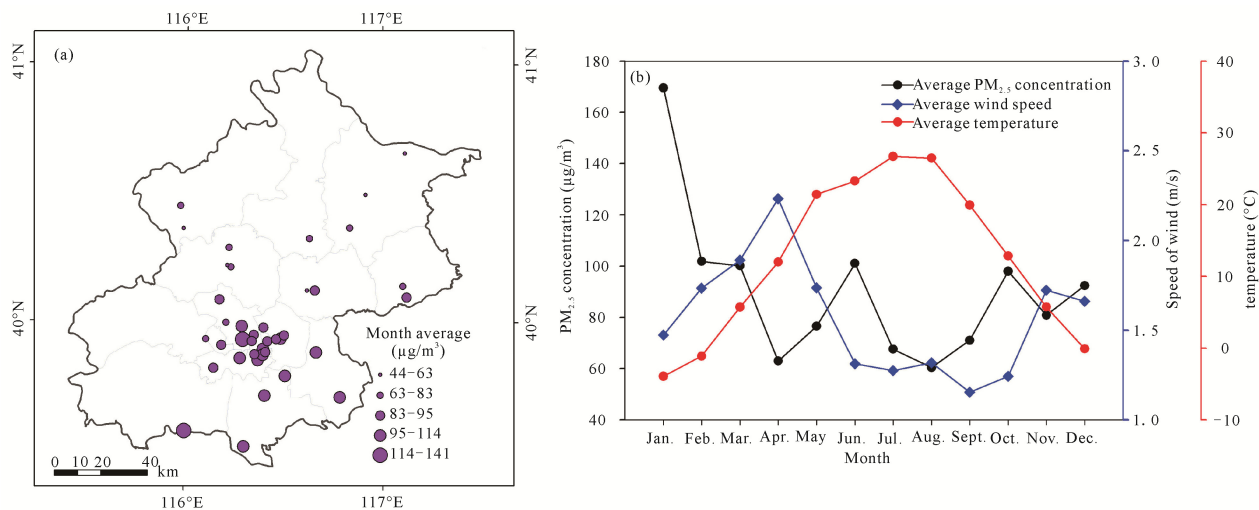 116°E 117°E
(a)
41°N 41°N
40°N 40°N
Month average
(μg/m³)
44−63
63−83
83−95
95−114
114−141
0 10 20 40
km
116°E 117°E
(b)
Average PM₂.₅ concentration
Average wind speed
Average temperature
PM₂.₅ concentration (μg/m³)
180
160
140
120
100
80
60
40
Speed of wind (m/s)
3.0
2.5
2.0
1.5
1.0
temperature (°C)
40
30
20
10
0
−10
Jan. Feb. Mar. Apr. May Jun. Jul. Aug. Sept. Oct. Nov. Dec.
Month